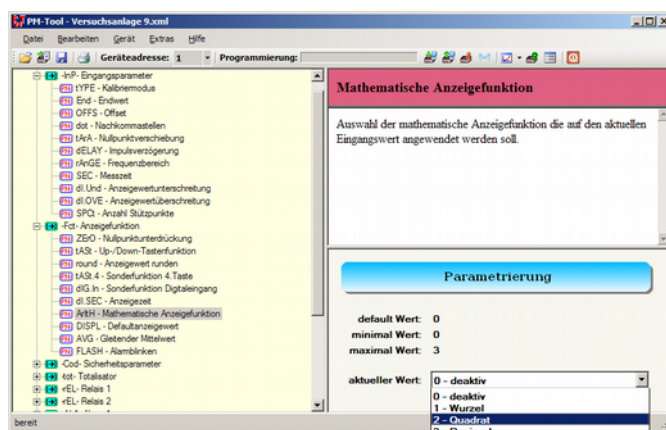 PM-Tool - Versuchsanlage 9.xml
Datei Bearbeiten Gerät Extras Hilfe
Geräteadresse: 1 Programmierung:
-InP- Eingangsparameter
tYPE - Kalibriermodus
End - Endwert
OFFS - Offset
dot - Nachkommastellen
tArA - Nullpunktverschiebung
dELAY - Impulsverzögerung
rAnGE - Frequenzbereich
SEC - Messzeit
dI.Und - Anzeigewertunterschreitung
dI.OVE - Anzeigewertüberschreitung
SPCt - Anzahl Stützpunkte
-Fct- Anzeigefunktion
ZErO - Nullpunktunterdrückung
tASt - Up-/Down-Tastenfunktion
round - Anzeigewert runden
tASt.4 - Sonderfunktion 4.Taste
dIG.In - Sonderfunktion Digitaleingang
dI.SEC - Anzeigezeit
ArItH - Mathematische Anzeigefunktion
DISPL - Defaultanzeigewert
AVG - Gleitender Mittelwert
FLASH - Alarmblinken
-Cod- Sicherheitsparameter
-tot- Totalisator
-rEL- Relais 1
-rEL- Relais 2
Mathematische Anzeigefunktion
Auswahl der mathematische Anzeigefunktion die auf den aktuellen
Eingangswert angewendet werden soll.
Parametrierung
default Wert: 0
minimal Wert: 0
maximal Wert: 3
aktueller Wert: 0 - deaktiv
0 - deaktiv
1 - Wurzel
2 - Quadrat
bereit